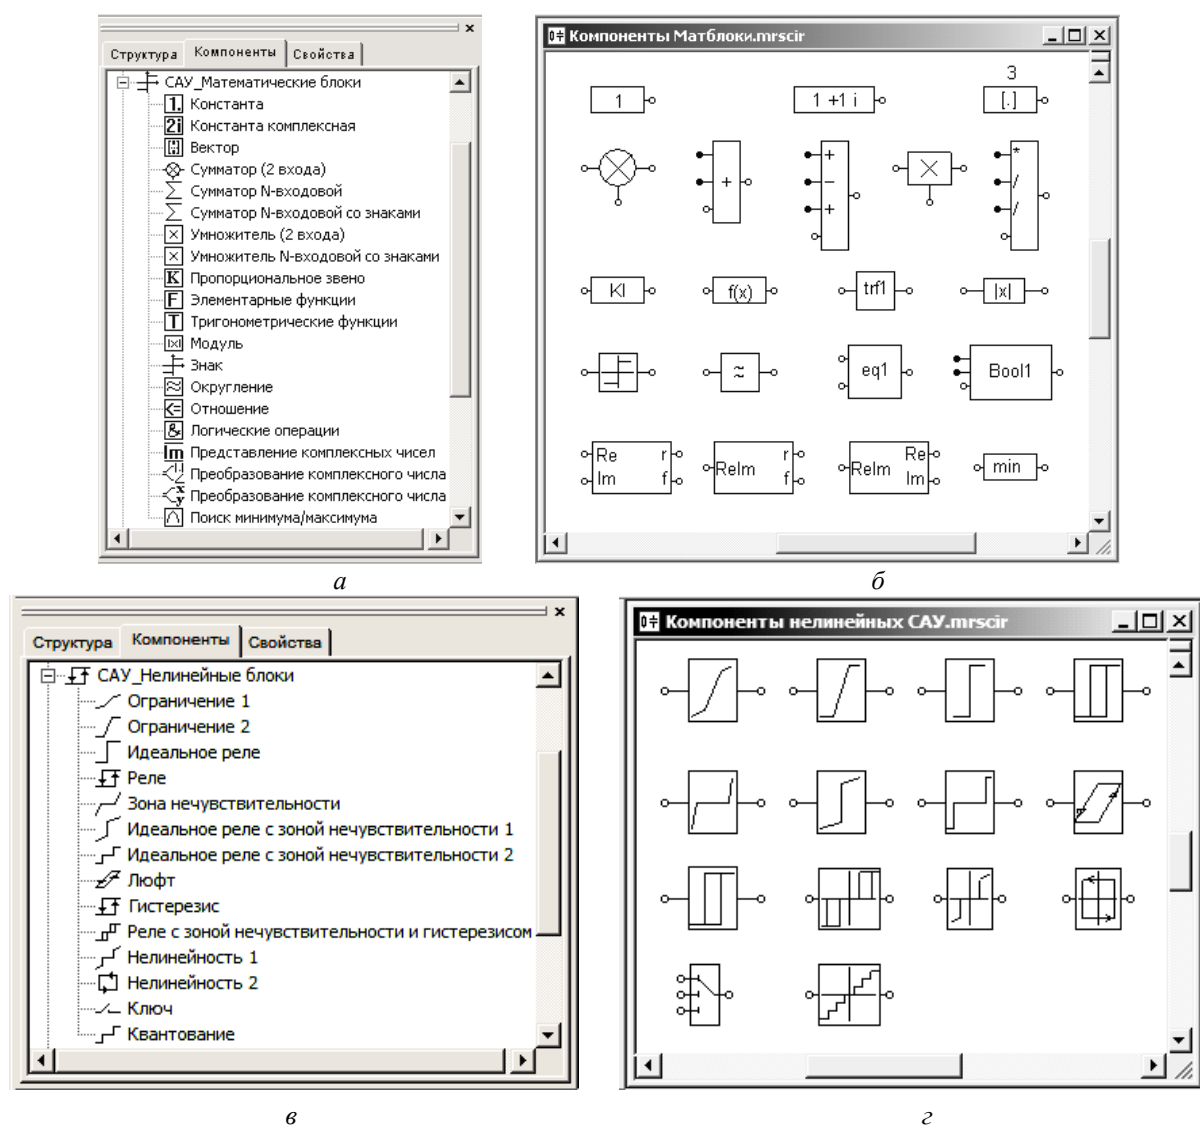 Структура Компоненты Свойства
САУ_Математические блоки
Константа
Константа комплексная
Вектор
Сумматор (2 входа)
Сумматор N-входовой
Сумматор N-входовой со знаками
Умножитель (2 входа)
Умножитель N-входовой со знаками
Пропорциональное звено
Элементарные функции
Тригонометрические функции
Модуль
Знак
Округление
Отношение
Логические операции
Представление комплексных чисел
Преобразование комплексного числа
Преобразование комплексного числа
Поиск минимума/максимума
а
Компоненты Матблоки.mrscir
3
1 1 +1 i [.]
+ + − + * / /
KI f(x) trf1 |x|
≈ eq1 Bool1
Re r ReIm r ReIm Re min
Im f f Im
б
Структура Компоненты Свойства
САУ_Нелинейные блоки
Ограничение 1
Ограничение 2
Идеальное реле
Реле
Зона нечувствительности
Идеальное реле с зоной нечувствительности 1
Идеальное реле с зоной нечувствительности 2
Люфт
Гистерезис
Реле с зоной нечувствительности и гистерезисом
Нелинейность 1
Нелинейность 2
Ключ
Квантование
в
Компоненты нелинейных САУ.mrscir
г